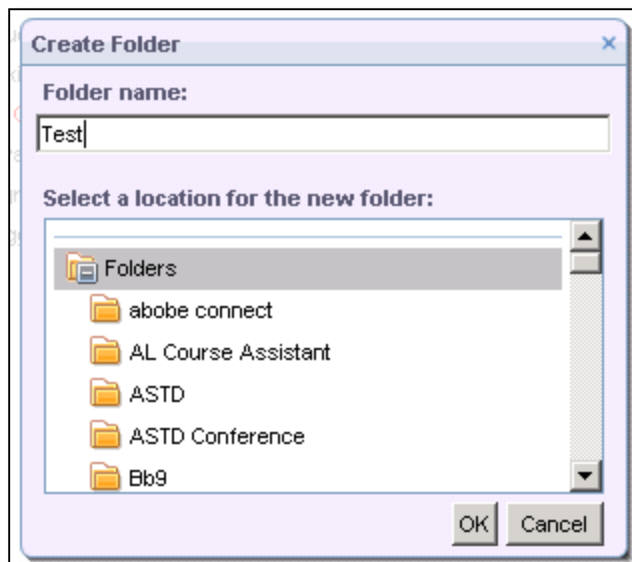 Create Folder
Folder name:
Test
Select a location for the new folder:
Folders
abobe connect
AL Course Assistant
ASTD
ASTD Conference
Bb9
OK Cancel